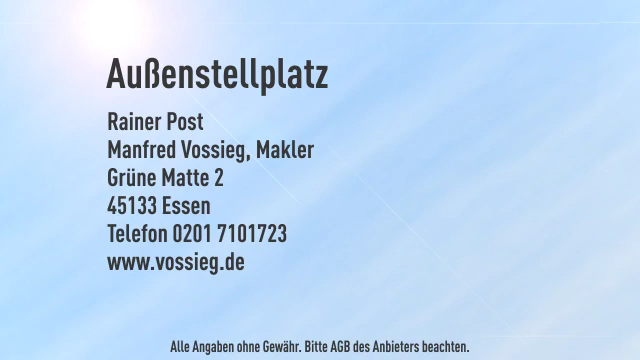 Außenstellplatz
Rainer Post
Manfred Vossieg, Makler
Grüne Matte 2
45133 Essen
Telefon 0201 7101723
www.vossieg.de
Alle Angaben ohne Gewähr. Bitte AGB des Anbieters beachten.